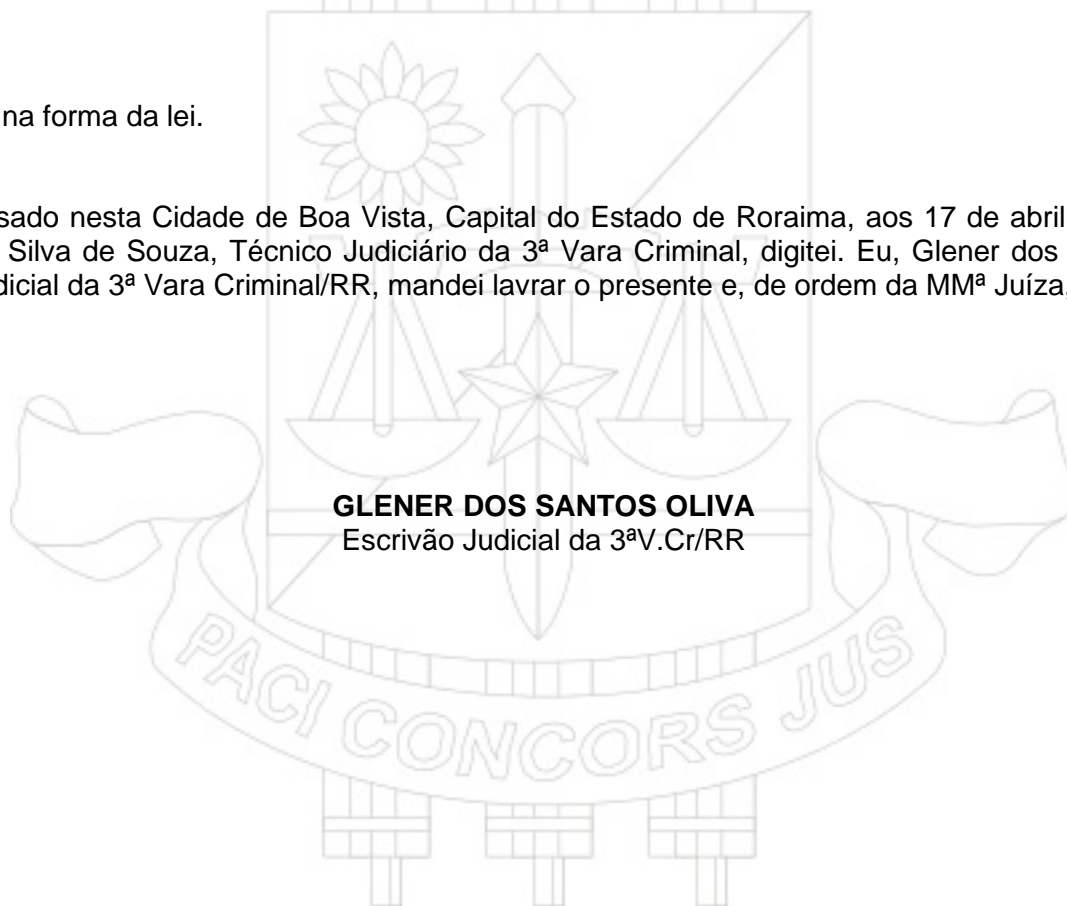 na forma da lei.
sado nesta Cidade de Boa Vista, Capital do Estado de Roraima, aos 17 de abril
Silva de Souza, Técnico Judiciário da 3ª Vara Criminal, digitei. Eu, Glener dos
dicial da 3ª Vara Criminal/RR, mandei lavrar o presente e, de ordem da MMª Juíza,
GLENER DOS SANTOS OLIVA
Escrivão Judicial da 3ªV.Cr/RR
PACI CONCORS JUS